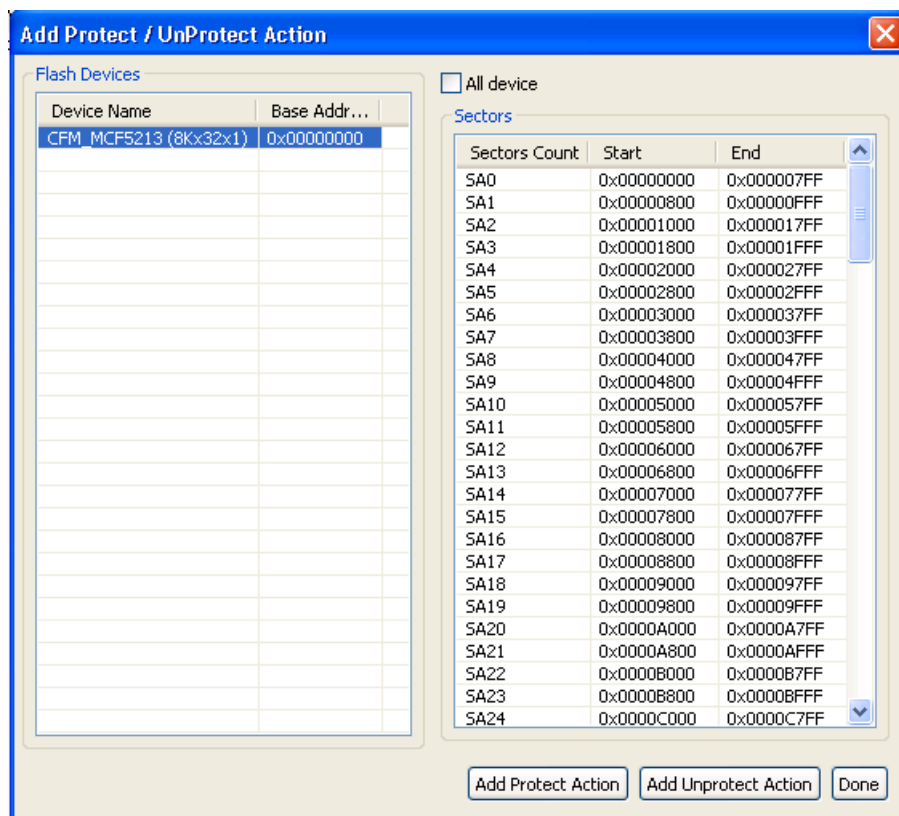 Add Protect / UnProtect Action
Flash Devices
Device Name Base Addr...
CFM_MCF5213 (8Kx32x1) 0x00000000
All device
Sectors
Sectors Count Start End
SA0 0x00000000 0x000007FF
SA1 0x00000800 0x00000FFF
SA2 0x00001000 0x000017FF
SA3 0x00001800 0x00001FFF
SA4 0x00002000 0x000027FF
SA5 0x00002800 0x00002FFF
SA6 0x00003000 0x000037FF
SA7 0x00003800 0x00003FFF
SA8 0x00004000 0x000047FF
SA9 0x00004800 0x00004FFF
SA10 0x00005000 0x000057FF
SA11 0x00005800 0x00005FFF
SA12 0x00006000 0x000067FF
SA13 0x00006800 0x00006FFF
SA14 0x00007000 0x000077FF
SA15 0x00007800 0x00007FFF
SA16 0x00008000 0x000087FF
SA17 0x00008800 0x00008FFF
SA18 0x00009000 0x000097FF
SA19 0x00009800 0x00009FFF
SA20 0x0000A000 0x0000A7FF
SA21 0x0000A800 0x0000AFFF
SA22 0x0000B000 0x0000B7FF
SA23 0x0000B800 0x0000BFFF
SA24 0x0000C000 0x0000C7FF
Add Protect Action Add Unprotect Action Done